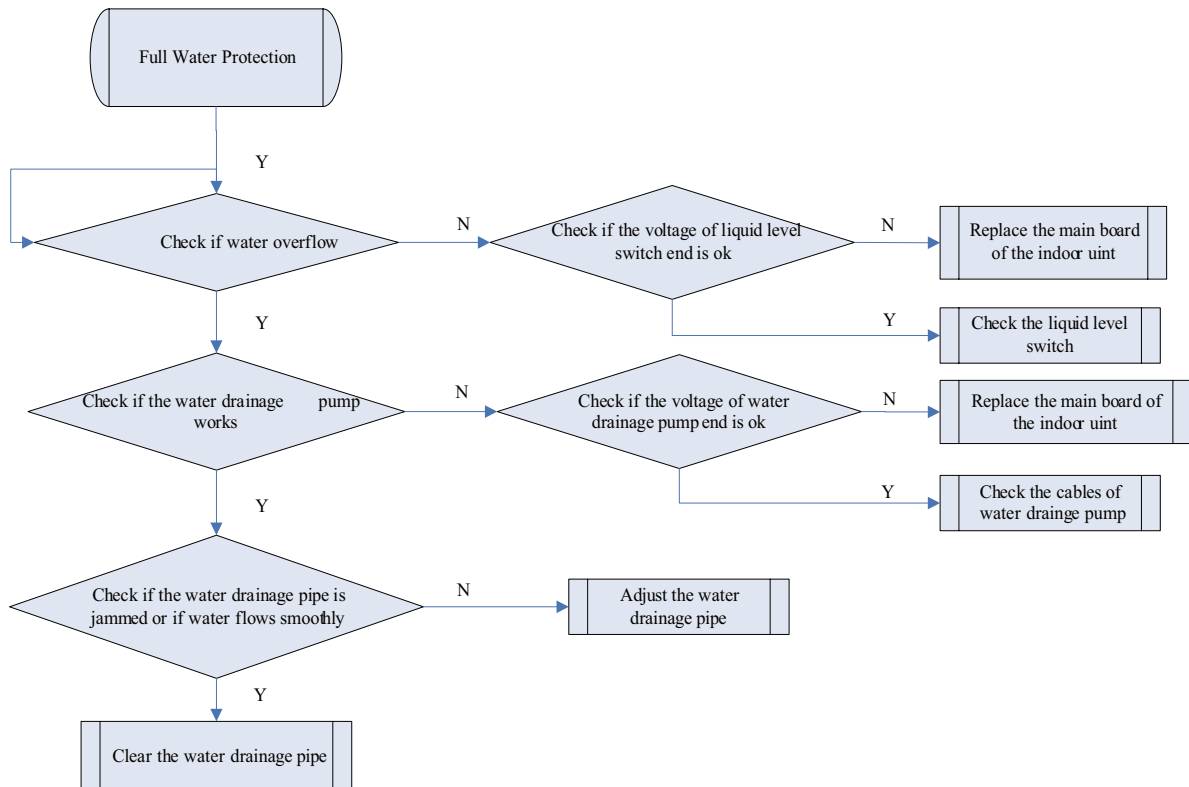 Full Water Protection
Y
Check if water overflow
N
Check if the voltage of liquid level
switch end is ok
N
Replace the main board
of the indoor uint
Y
Check the liquid level
switch
Y
Check if the water drainage pump
works
N
Check if the voltage of water
drainage pump end is ok
N
Replace the main board of
the indoor uint
Y
Check the cables of
water drainge pump
Y
Check if the water drainage pipe is
jammed or if water flows smoothly
N
Adjust the water
drainage pipe
Y
Clear the water drainage pipe